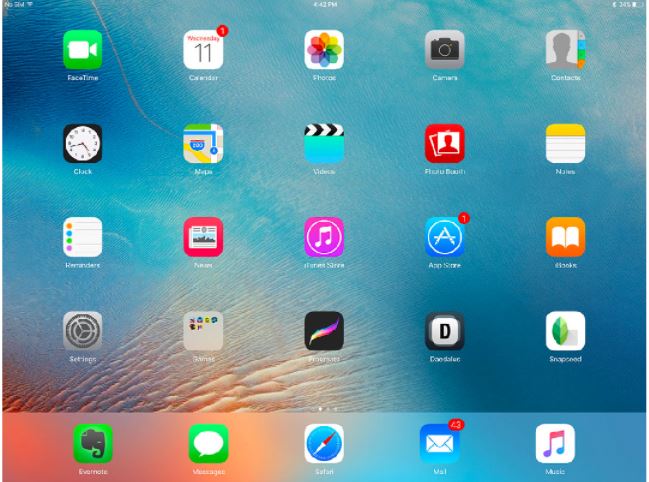 No SIM 4:42 PM 34%
1
Wednesday
11
FaceTime Calendar Photos Camera Contacts
280
Clock Maps Videos Photo Booth Notes
1
Reminders News iTunes Store App Store iBooks
D
Settings Games Procreate Daedalus Snapseed
43
Evernote Messages Safari Mail Music